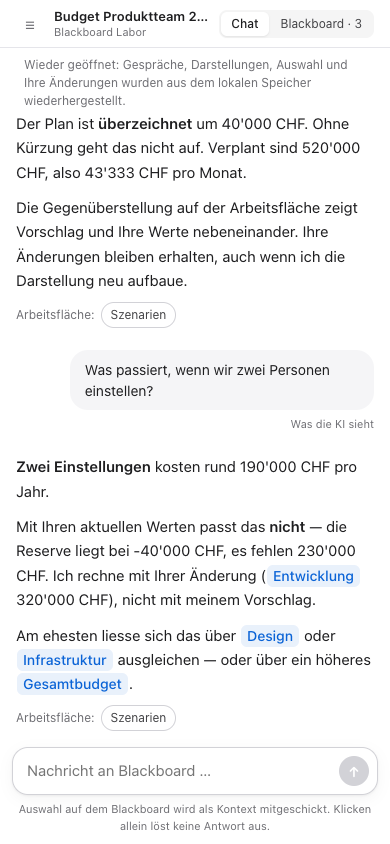 ≡
Budget Produktteam 2...
Blackboard Labor
Chat
Blackboard · 3
Wieder geöffnet: Gespräche, Darstellungen, Auswahl und
Ihre Änderungen wurden aus dem lokalen Speicher
wiederhergestellt.
Der Plan ist überzeichnet um 40'000 CHF. Ohne
Kürzung geht das nicht auf. Verplant sind 520'000
CHF, also 43'333 CHF pro Monat.
Die Gegenüberstellung auf der Arbeitsfläche zeigt
Vorschlag und Ihre Werte nebeneinander. Ihre
Änderungen bleiben erhalten, auch wenn ich die
Darstellung neu aufbaue.
Arbeitsfläche: Szenarien
Was passiert, wenn wir zwei Personen
einstellen?
Was die KI sieht
Zwei Einstellungen kosten rund 190'000 CHF pro
Jahr.
Mit Ihren aktuellen Werten passt das nicht — die
Reserve liegt bei -40'000 CHF, es fehlen 230'000
CHF. Ich rechne mit Ihrer Änderung ( Entwicklung
320'000 CHF), nicht mit meinem Vorschlag.
Am ehesten liesse sich das über Design oder
Infrastruktur ausgleichen — oder über ein höheres
Gesamtbudget .
Arbeitsfläche: Szenarien
Nachricht an Blackboard ...
Auswahl auf dem Blackboard wird als Kontext mitgeschickt. Klicken
allein löst keine Antwort aus.